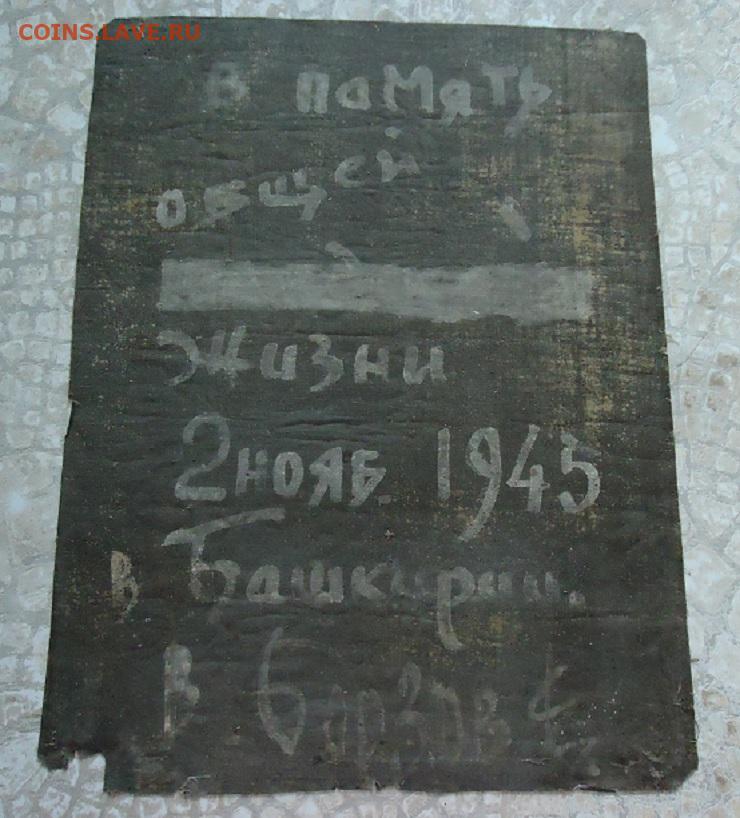 COINS.LAVE.RU
В память
общей
жизни
2 нояб. 1945
в Башкирии.
В